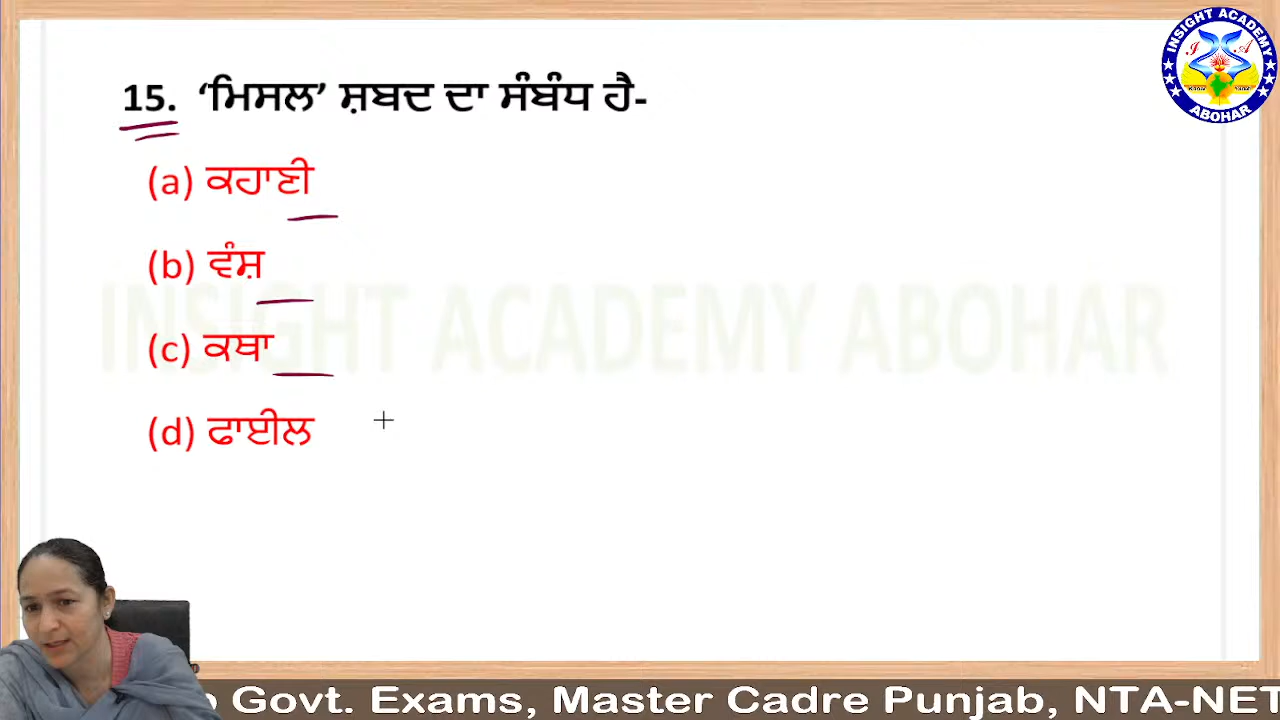 INSIGHT ACADEMY
I A
ABOHAR
15. ‘ਮਿਸਲ’ ਸ਼ਬਦ ਦਾ ਸੰਬੰਧ ਹੈ-
(a) ਕਹਾਣੀ
(b) ਵੰਸ਼
(c) ਕਥਾ
(d) ਫਾਈਲ
INSIGHT ACADEMY ABOHAR
Govt. Exams, Master Cadre Punjab, NTA-NET